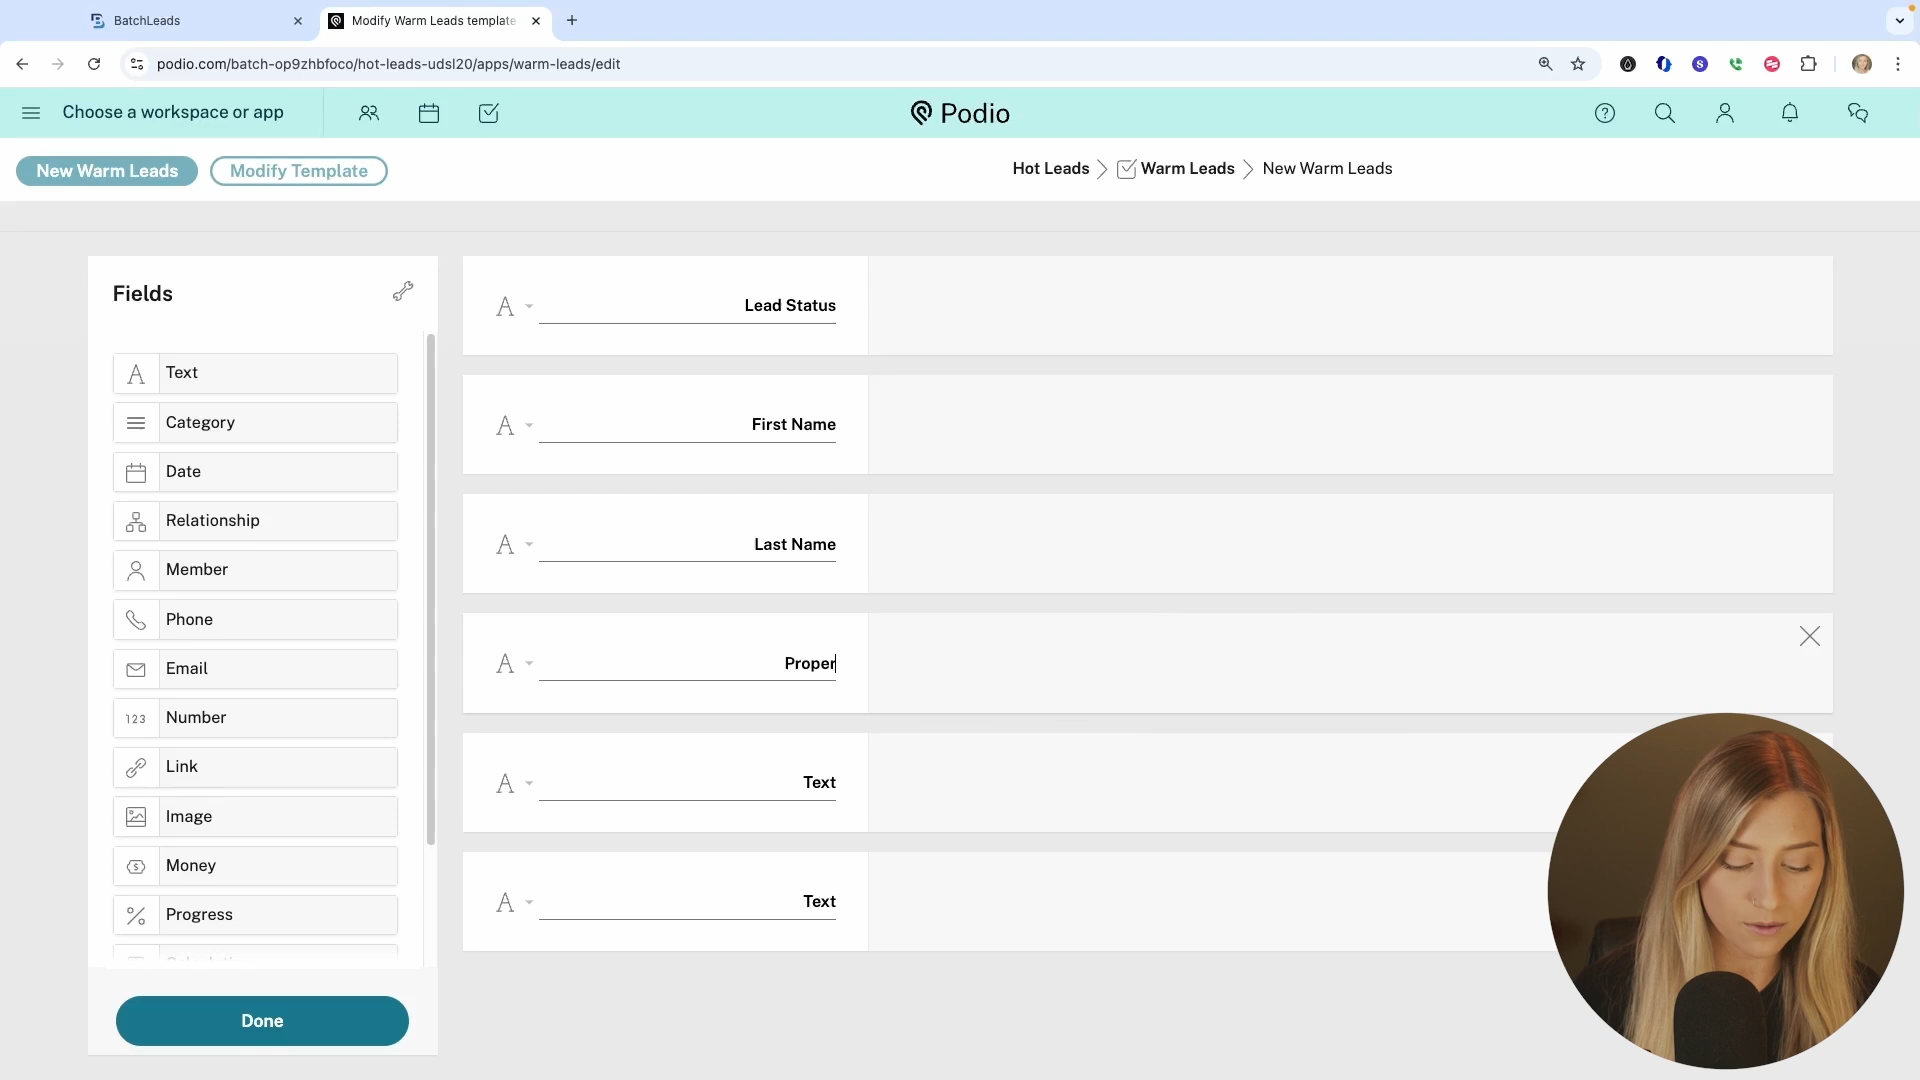 BatchLeads
Modify Warm Leads template
podio.com/batch-op9zhbfoco/hot-leads-udsl20/apps/warm-leads/edit
Choose a workspace or app
Podio
New Warm Leads
Modify Template
Hot Leads
Warm Leads
New Warm Leads
Fields
Text
Category
Date
Relationship
Member
Phone
Email
123 Number
Link
Image
Money
Progress
Done
Lead Status
First Name
Last Name
Proper
Text
Text